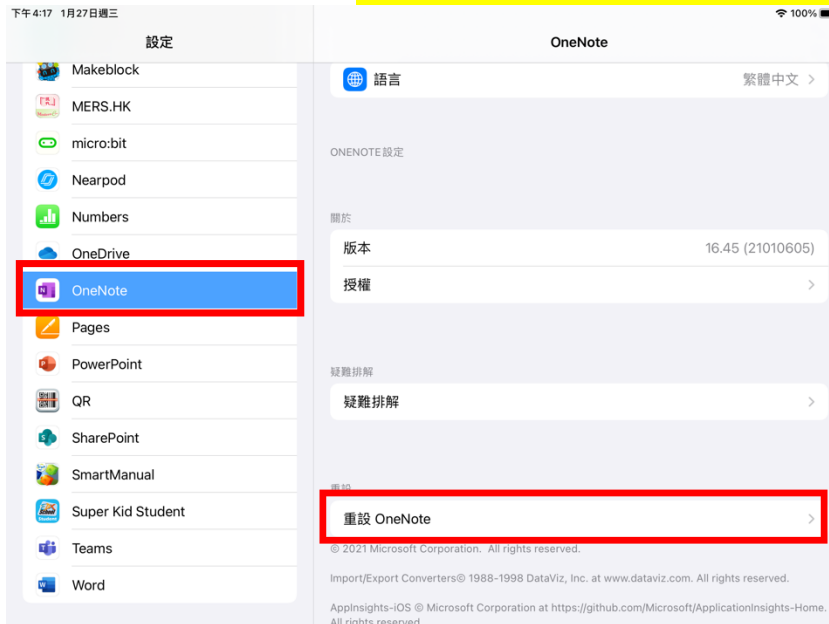 下午4:17 1月27日週三
100%
設定
OneNote
Makeblock
MERS.HK
micro:bit
Nearpod
Numbers
OneDrive
OneNote
Pages
PowerPoint
QR
SharePoint
SmartManual
Super Kid Student
Teams
Word
語言 繁體中文
ONENOTE設定
關於
版本 16.45 (21010605)
授權
疑難排解
疑難排解
重設
重設 OneNote
© 2021 Microsoft Corporation. All rights reserved.
Import/Export Converters© 1988-1998 DataViz, Inc. at www.dataviz.com. All rights reserved.
AppInsights-iOS © Microsoft Corporation at https://github.com/Microsoft/ApplicationInsights-Home.
All rights reserved